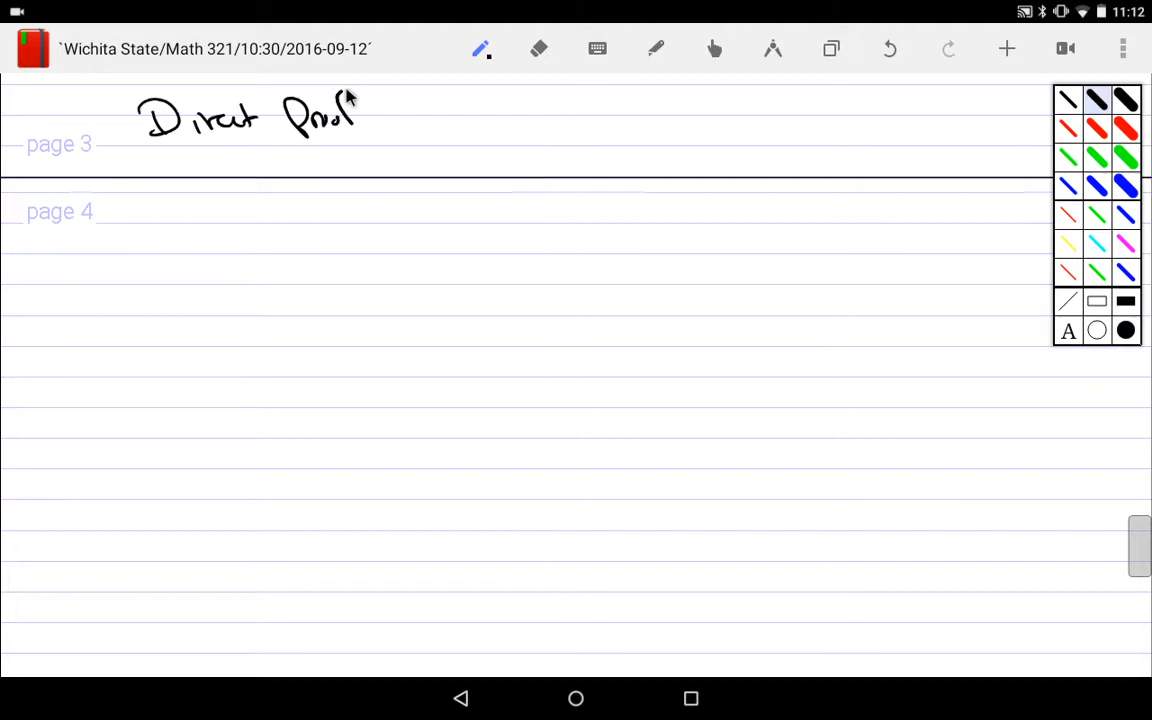 11:12
`Wichita State/Math 321/10:30/2016-09-12´
Direct Proof
page 3
page 4
A